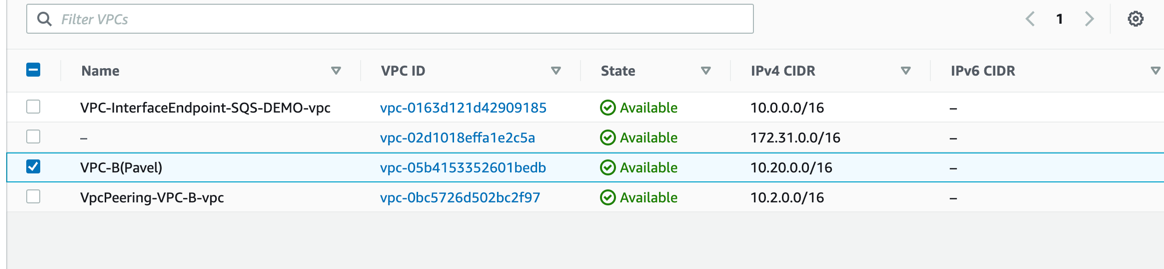 Filter VPCs
1
Name VPC ID State IPv4 CIDR IPv6 CIDR
VPC-InterfaceEndpoint-SQS-DEMO-vpc vpc-0163d121d42909185 Available 10.0.0.0/16 –
– vpc-02d1018effa1e2c5a Available 172.31.0.0/16 –
VPC-B(Pavel) vpc-05b4153352601bedb Available 10.20.0.0/16 –
VpcPeering-VPC-B-vpc vpc-0bc5726d502bc2f97 Available 10.2.0.0/16 –